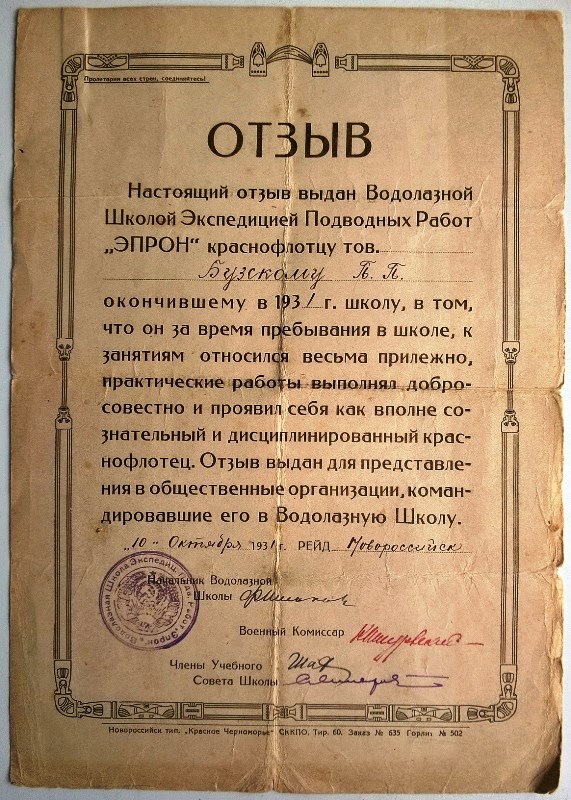 Пролетарии всех стран, соединяйтесь!
ОТЗЫВ
Настоящий отзыв выдан Водолазной
Школой Экспедицией Подводных Работ
„ЭПРОН" краснофлотцу тов.
Бузскому П. П.
окончившему в 1931 г. школу, в том,
что он за время пребывания в школе, к
занятиям относился весьма прилежно,
практические работы выполнял добро-
совестно и проявил себя как вполне со-
знательный и дисциплинированный крас-
нофлотец. Отзыв выдан для представле-
ния в общественные организации, коман-
дировавшие его в Водолазную Школу.
„10" Октября 1931 г. РЕЙД Новороссийск
Начальник Водолазной
Школы
Военный Комиссар
Члены Учебного
Совета Школы
Новороссийск тип. „Красное Черноморье" СККПО. Тир. 60. Заказ № 635 Горлит № 502